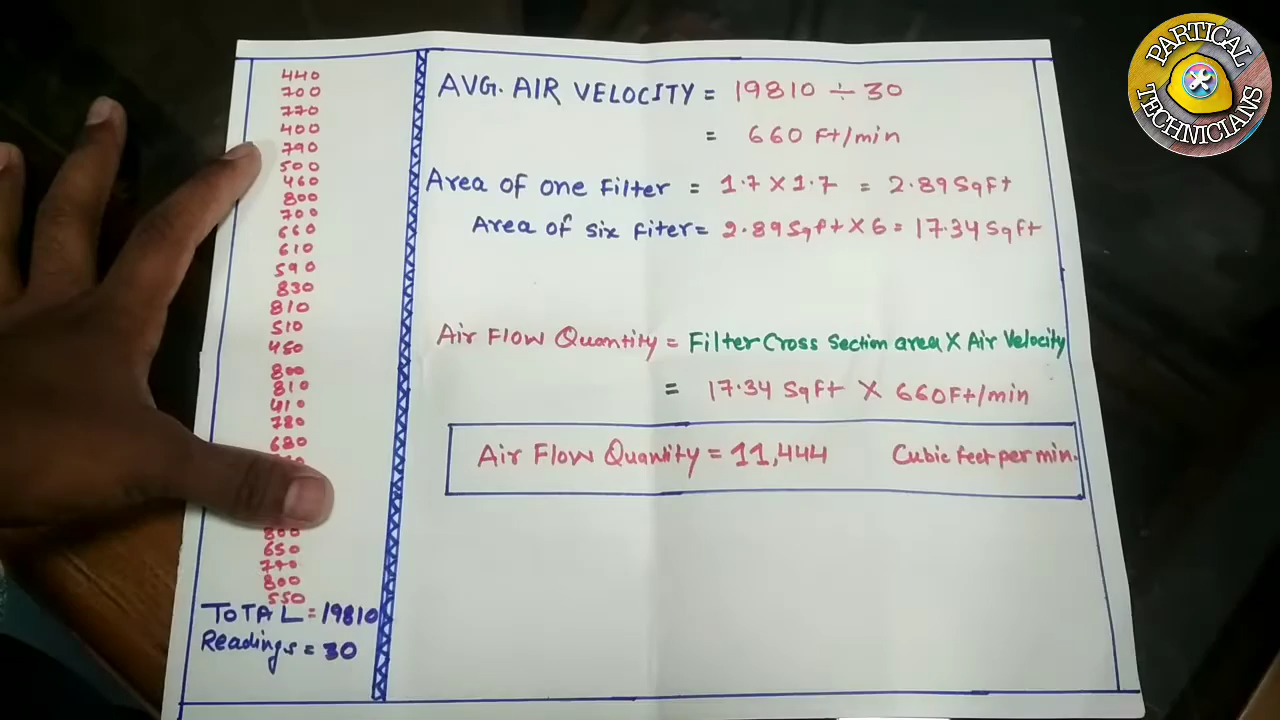 440
700
770
400
790
500
460
800
700
660
610
590
830
810
510
450
800
810
410
780
680
800
650
800
550
TOTAL = 19810
Readings = 30
AVG. AIR VELOCITY = 19810 ÷ 30
= 660 Ft/min
Area of one Filter = 1.7 X 1.7 = 2.89 SqFt
Area of six fiter = 2.89 Sqft X 6 = 17.34 SqFt
Air Flow Quantity = Filter Cross Section area X Air Velocity
= 17.34 SqFt X 660 Ft/min
Air Flow Quantity = 11,444 Cubic feet per min.
PARTICAL
TECHNICIANS